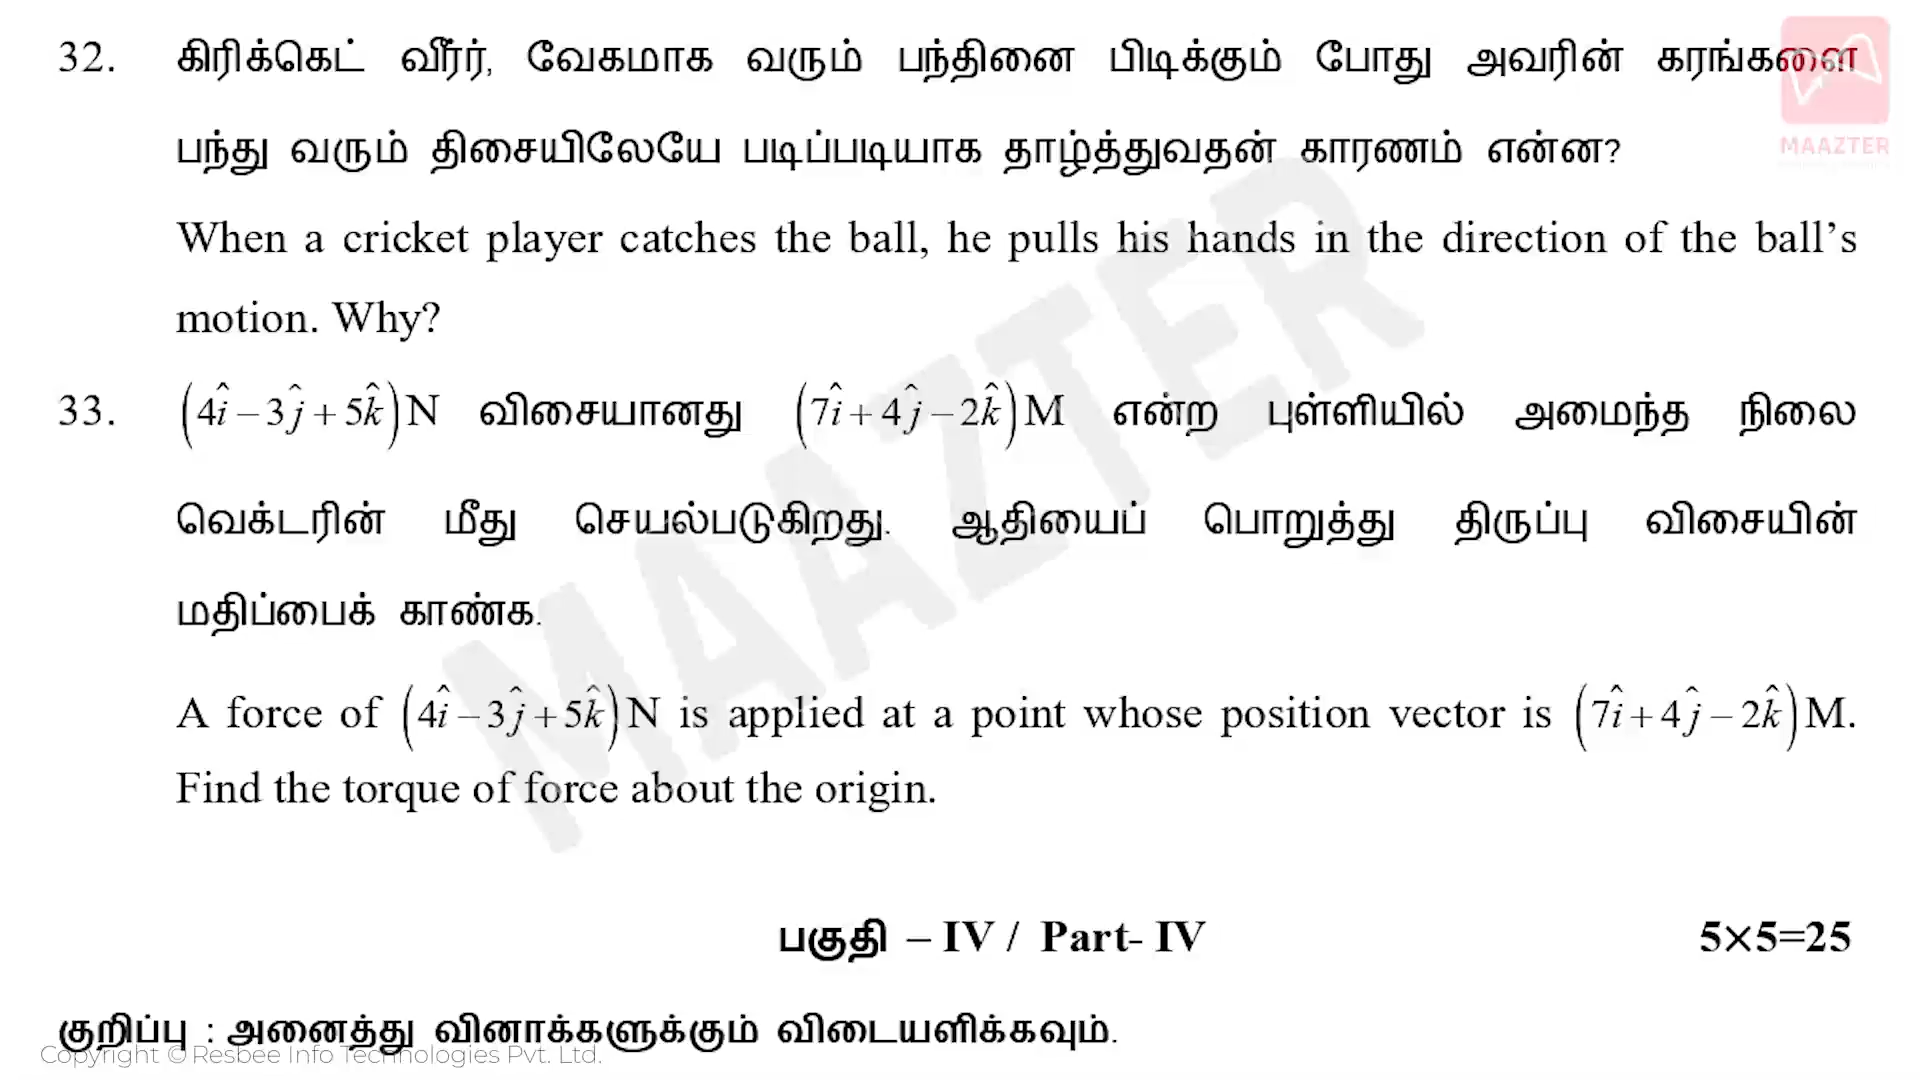 32. கிரிக்கெட் வீரர், வேகமாக வரும் பந்தினை பிடிக்கும் போது அவரின் கரங்களை
பந்து வரும் திசையிலேயே படிப்படியாக தாழ்த்துவதன் காரணம் என்ன?
When a cricket player catches the ball, he pulls his hands in the direction of the ball's
motion. Why?
33. (4î – 3ĵ + 5k̂) N விசையானது (7î + 4ĵ – 2k̂) M என்ற புள்ளியில் அமைந்த நிலை
வெக்டரின் மீது செயல்படுகிறது. ஆதியைப் பொறுத்து திருப்பு விசையின்
மதிப்பைக் காண்க.
A force of (4î – 3ĵ + 5k̂) N is applied at a point whose position vector is (7î + 4ĵ – 2k̂) M.
Find the torque of force about the origin.
பகுதி – IV / Part- IV 5×5=25
குறிப்பு : அனைத்து வினாக்களுக்கும் விடையளிக்கவும்.
Copyright © Resbee Info Technologies Pvt. Ltd.
MAAZTER
MAAZTER